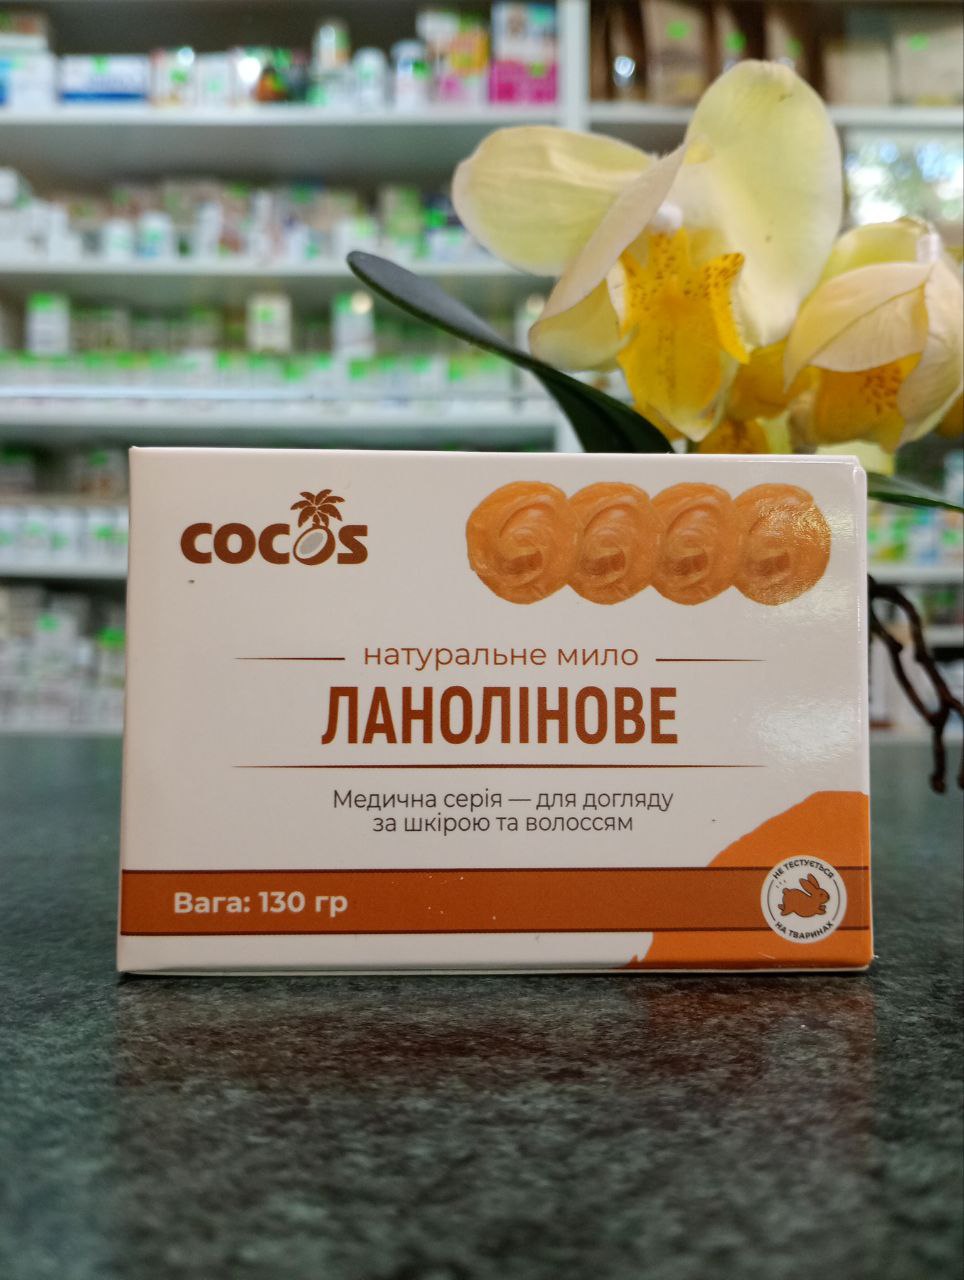 COCOS
натуральне мило
ЛАНОЛІНОВЕ
Медична серія — для догляду
за шкірою та волоссям
Вага: 130 гр
НЕ ТЕСТУЄТЬСЯ
НА ТВАРИНАХ